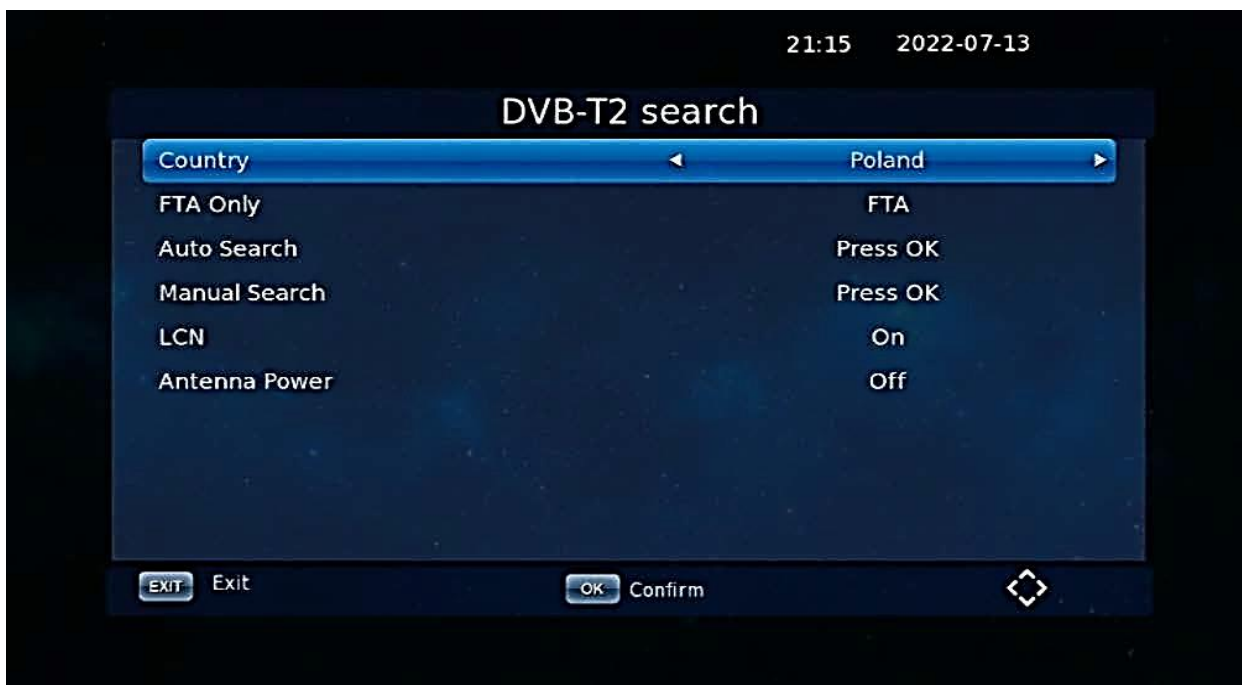 21:15 2022-07-13
DVB-T2 search
Country Poland
FTA Only FTA
Auto Search Press OK
Manual Search Press OK
LCN On
Antenna Power Off
EXIT Exit OK Confirm